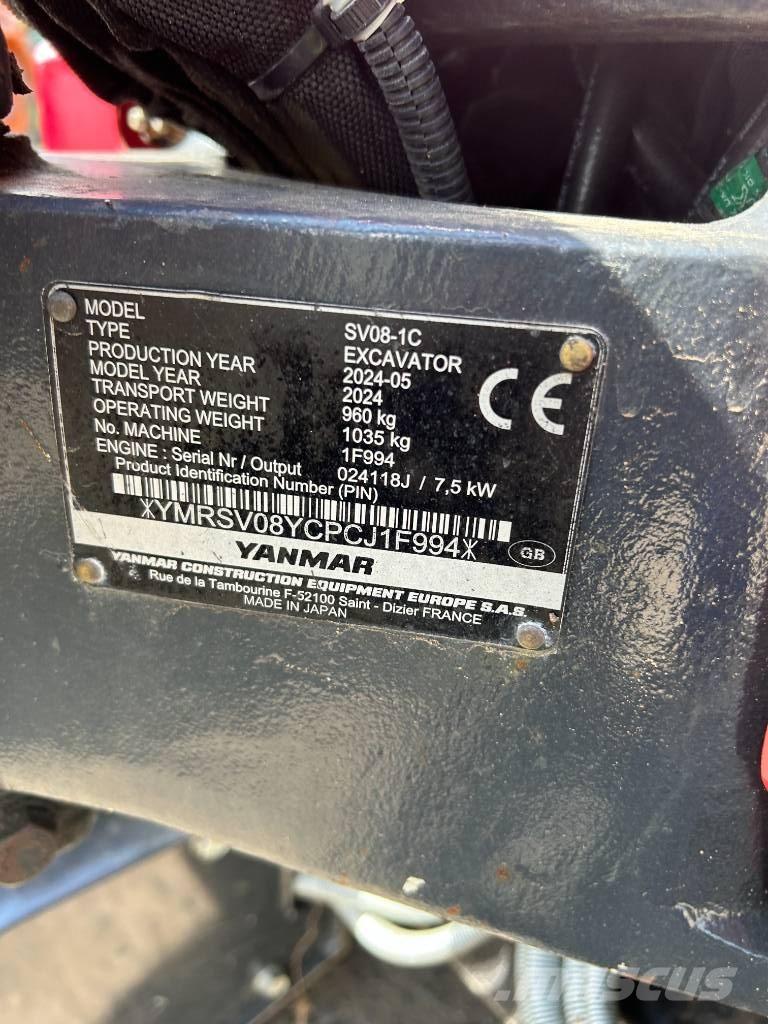 MODEL SV08-1C
TYPE EXCAVATOR
PRODUCTION YEAR 2024-05
MODEL YEAR 2024
TRANSPORT WEIGHT 960 kg
OPERATING WEIGHT 1035 kg
No. MACHINE 1F994
ENGINE : Serial Nr / Output 024118J / 7,5 kW
Product Identification Number (PIN)
CE
*YMRSV08YCPCJ1F994*
YANMAR
GB
YANMAR CONSTRUCTION EQUIPMENT EUROPE S.A.S.
Rue de la Tambourine F-52100 Saint - Dizier FRANCE
MADE IN JAPAN
MASCUS